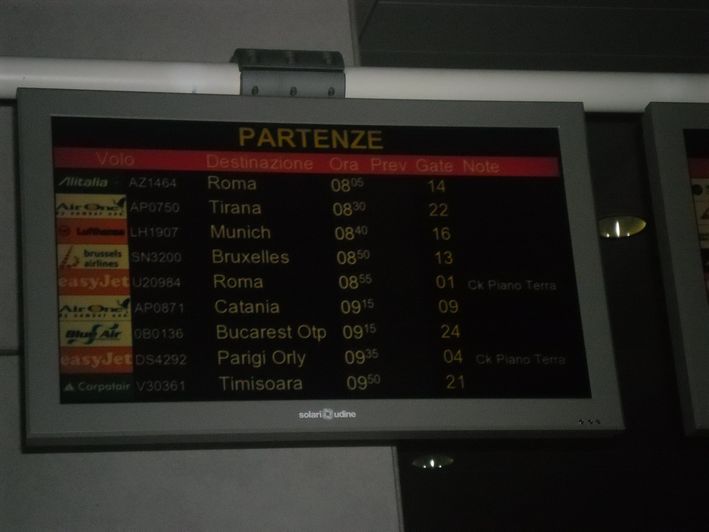 PARTENZE
Volo Destinazione Ora Prev Gate Note
Alitalia AZ1464 Roma 08 05 14
Air One AP0750 Tirana 08 30 22
Lufthansa LH1907 Munich 08 40 16
brussels airlines SN3200 Bruxelles 08 50 13
easyJet U20984 Roma 08 55 01 Ck Piano Terra
Air One AP0871 Catania 09 15 09
Blue Air 0B0136 Bucarest Otp 09 15 24
easyJet DS4292 Parigi Orly 09 35 04 Ck Piano Terra
Carpatair V30361 Timisoara 09 50 21
solari udine